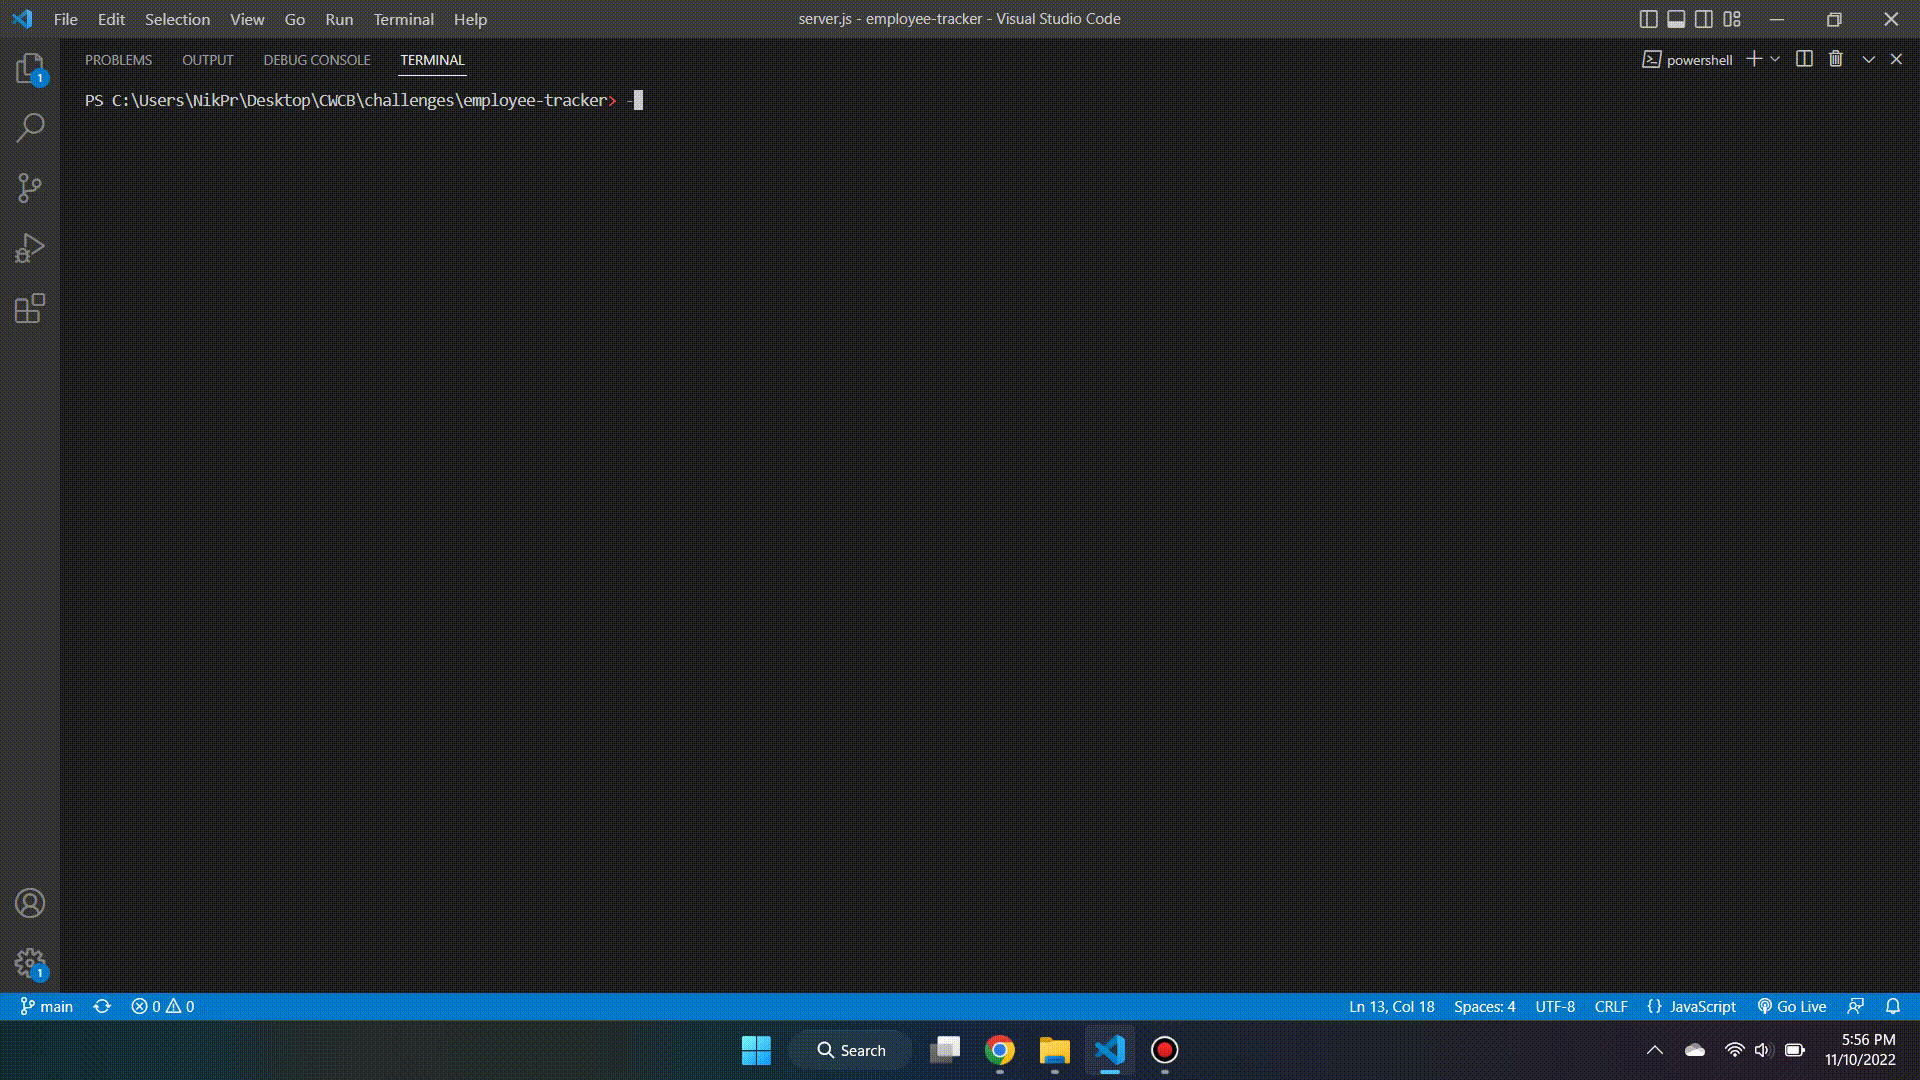 File Edit Selection View Go Run Terminal Help
server.js - employee-tracker - Visual Studio Code
PROBLEMS OUTPUT DEBUG CONSOLE TERMINAL
powershell
PS C:\Users\NikPr\Desktop\CWCB\challenges\employee-tracker> -
1
1
main 0 0
Ln 13, Col 18 Spaces: 4 UTF-8 CRLF {} JavaScript Go Live
Search
5:56 PM
11/10/2022